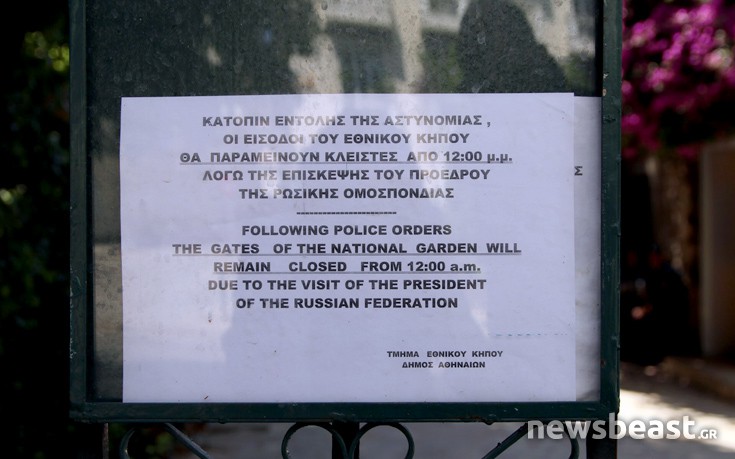 ΚΑΤΟΠΙΝ ΕΝΤΟΛΗΣ ΤΗΣ ΑΣΤΥΝΟΜΙΑΣ ,
ΟΙ ΕΙΣΟΔΟΙ ΤΟΥ ΕΘΝΙΚΟΥ ΚΗΠΟΥ
ΘΑ ΠΑΡΑΜΕΙΝΟΥΝ ΚΛΕΙΣΤΕΣ ΑΠΟ 12:00 μ.μ.
ΛΟΓΩ ΤΗΣ ΕΠΙΣΚΕΨΗΣ ΤΟΥ ΠΡΟΕΔΡΟΥ
ΤΗΣ ΡΩΣΙΚΗΣ ΟΜΟΣΠΟΝΔΙΑΣ
-----------------------
FOLLOWING POLICE ORDERS
THE GATES OF THE NATIONAL GARDEN WILL
REMAIN CLOSED FROM 12:00 a.m.
DUE TO THE VISIT OF THE PRESIDENT
OF THE RUSSIAN FEDERATION
ΤΜΗΜΑ ΕΘΝΙΚΟΥ ΚΗΠΟΥ
ΔΗΜΟΣ ΑΘΗΝΑΙΩΝ
Σ
newsbeast.GR